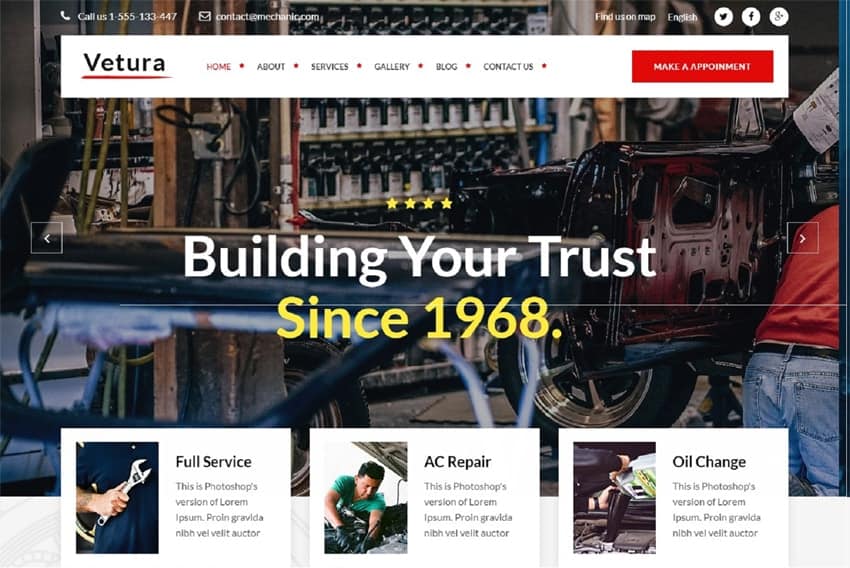 Call us 1-555-133-447 contact@mechanic.com Find us on map English
Vetura HOME ABOUT SERVICES GALLERY BLOG CONTACT US MAKE A APPOINMENT
Building Your Trust
Since 1968.
Full Service
This is Photoshop's
version of Lorem
Ipsum. Proin gravida
nibh vel velit auctor
AC Repair
This is Photoshop's
version of Lorem
Ipsum. Proin gravida
nibh vel velit auctor
Oil Change
This is Photoshop's
version of Lorem
Ipsum. Proin gravida
nibh vel velit auctor